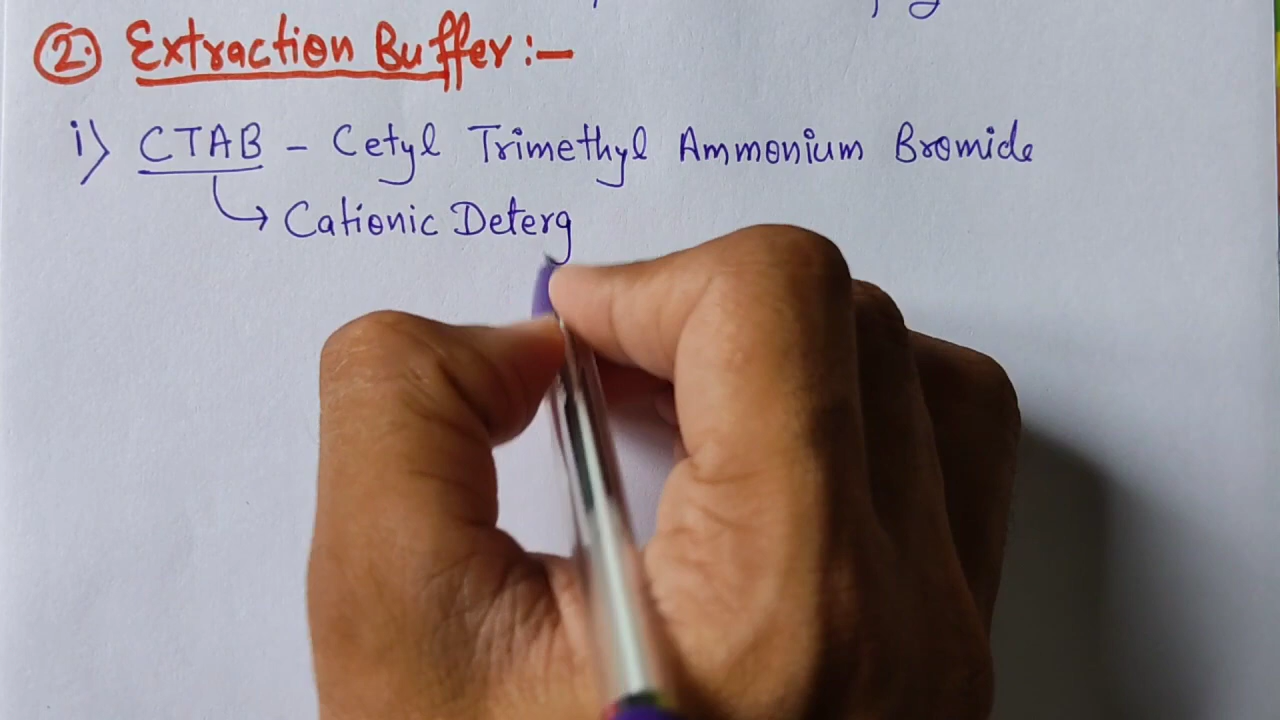 2. Extraction Buffer:-
i) CTAB - Cetyl Trimethyl Ammonium Bromide
→ Cationic Deterg